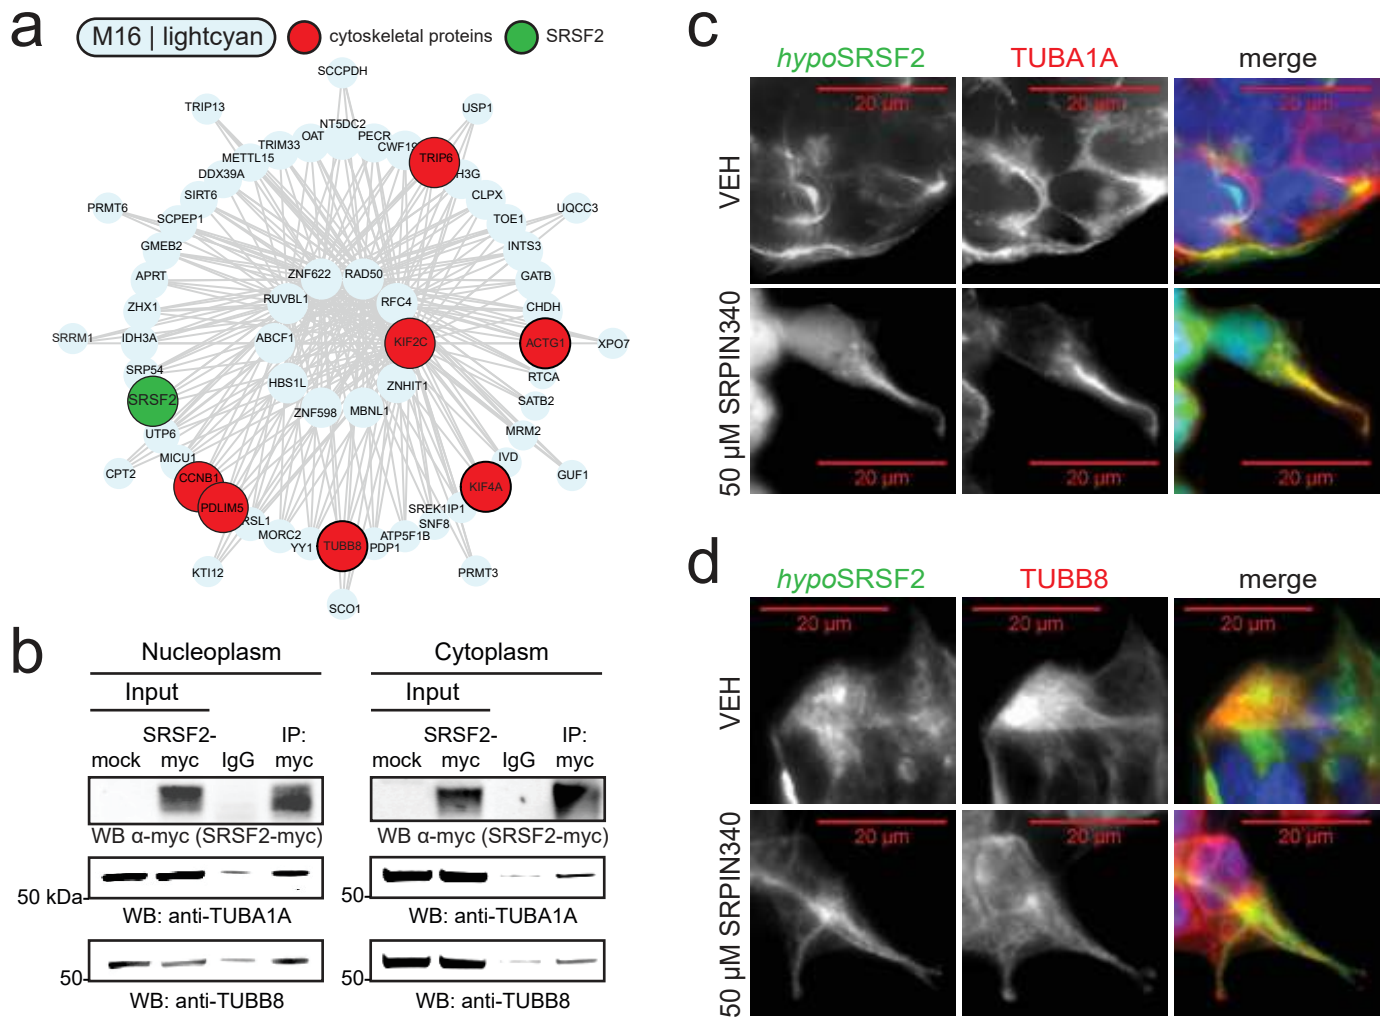 a
M16 | lightcyan
cytoskeletal proteins
SRSF2
SCCPDH
TRIP13
USP1
NT5DC2
OAT
PECR
TRIM33
CWF19
METTL15
TRIP6
H3G
DDX39A
SIRT6
CLPX
PRMT6
SCPEP1
TOE1
UQCC3
GMEB2
INTS3
APRT
ZNF622
RAD50
GATB
ZHX1
RUVBL1
RFC4
CHDH
SRRM1
IDH3A
ABCF1
KIF2C
ACTG1
XPO7
SRP54
HBS1L
ZNHIT1
RTCA
SRSF2
SATB2
ZNF598
MBNL1
UTP6
MRM2
MICU1
IVD
CPT2
CCNB1
KIF4A
GUF1
PDLIM5
SREK1IP1
RSL1
SNF8
MORC2
ATP5F1B
YY1
TUBB8
PDP1
KTI12
PRMT3
SCO1
b
Nucleoplasm
Cytoplasm
Input
Input
SRSF2-
IP:
SRSF2-
IP:
mock
myc
IgG
myc
mock
myc
IgG
myc
WB α-myc (SRSF2-myc)
WB α-myc (SRSF2-myc)
50 kDa-
50-
WB: anti-TUBA1A
WB: anti-TUBA1A
50-
50-
WB: anti-TUBB8
WB: anti-TUBB8
c
hypoSRSF2
TUBA1A
merge
VEH
20 µm
20 µm
20 µm
50 µM SRPIN340
20 µm
20 µm
20 µm
d
hypoSRSF2
TUBB8
merge
VEH
20 µm
20 µm
20 µm
50 µM SRPIN340
20 µm
20 µm
20 µm